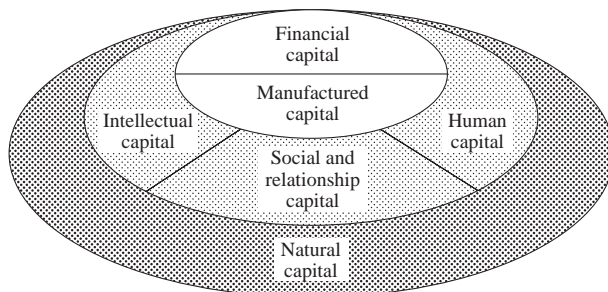 Financial
capital
Manufactured
capital
Intellectual
capital
Human
capital
Social and
relationship
capital
Natural
capital